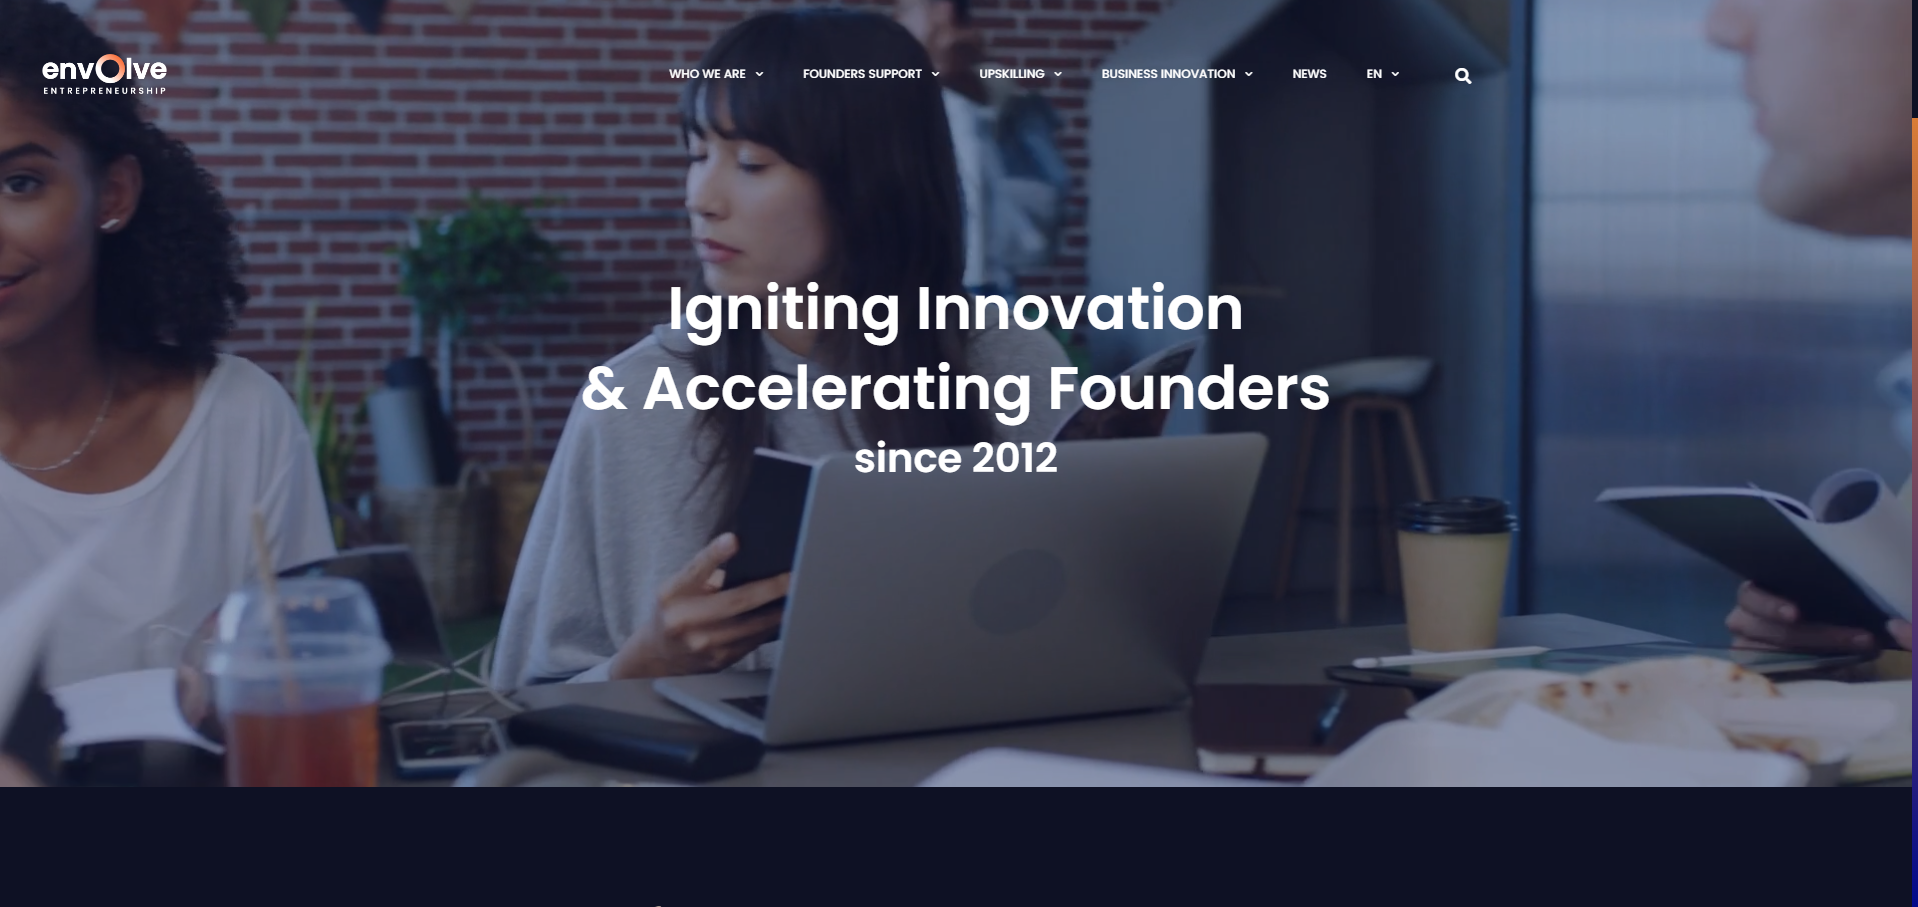 envOlve
ENTREPRENEURSHIP
WHO WE ARE
FOUNDERS SUPPORT
UPSKILLING
BUSINESS INNOVATION
NEWS
EN
Igniting Innovation
& Accelerating Founders
since 2012